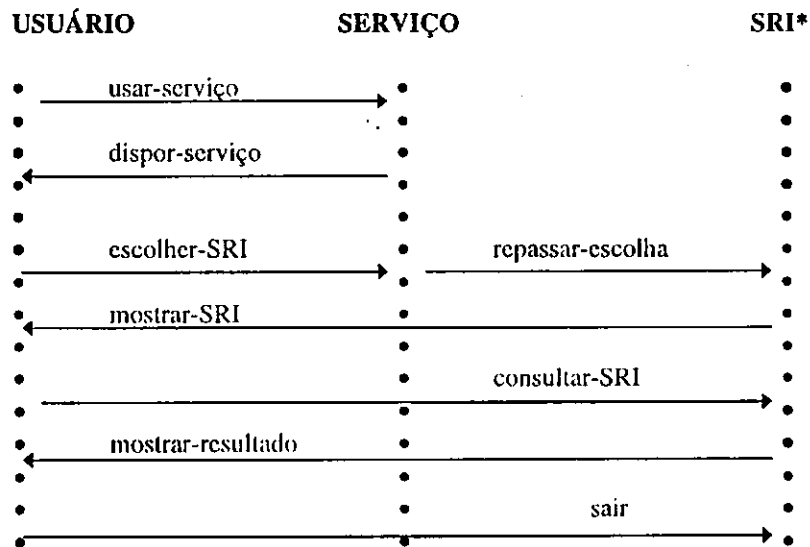 USUÁRIO SERVIÇO SRI*
usar-serviço
dispor-serviço
escolher-SRI repassar-escolha
mostrar-SRI
consultar-SRI
mostrar-resultado
sair